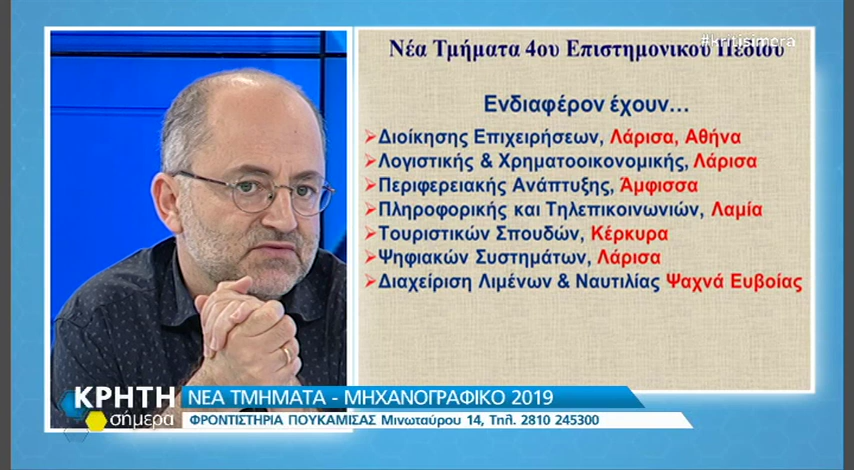 Νέα Τμήματα 4ου Επιστημονικού Πεδίου
#kritisimera
Ενδιαφέρον έχουν…
➢Διοίκησης Επιχειρήσεων, Λάρισα, Αθήνα
➢Λογιστικής & Χρηματοοικονομικής, Λάρισα
➢Περιφερειακής Ανάπτυξης, Άμφισσα
➢Πληροφορικής και Τηλεπικοινωνιών, Λαμία
➢Τουριστικών Σπουδών, Κέρκυρα
➢Ψηφιακών Συστημάτων, Λάρισα
➢Διαχείριση Λιμένων & Ναυτιλίας Ψαχνά Ευβοίας
ΚΡΗΤΗ
σήμερα
ΝΕΑ ΤΜΗΜΑΤΑ - ΜΗΧΑΝΟΓΡΑΦΙΚΟ 2019
ΦΡΟΝΤΙΣΤΗΡΙΑ ΠΟΥΚΑΜΙΣΑΣ Μινωταύρου 14, Τηλ. 2810 245300